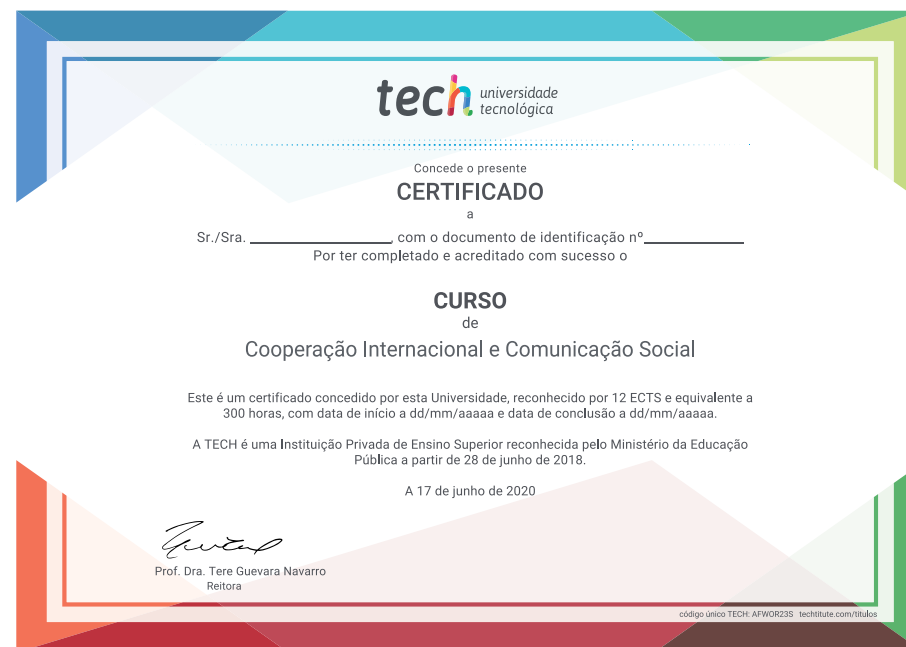 tech universidade
tecnológica
Concede o presente
CERTIFICADO
a
Sr./Sra. ____________________, com o documento de identificação nº______________
Por ter completado e acreditado com sucesso o
CURSO
de
Cooperação Internacional e Comunicação Social
Este é um certificado concedido por esta Universidade, reconhecido por 12 ECTS e equivalente a
300 horas, com data de início a dd/mm/aaaaa e data de conclusão a dd/mm/aaaaa.
A TECH é uma Instituição Privada de Ensino Superior reconhecida pelo Ministério da Educação
Pública a partir de 28 de junho de 2018.
A 17 de junho de 2020
Prof. Dra. Tere Guevara Navarro
Reitora
código único TECH: AFWOR23S techtitute.com/titulos